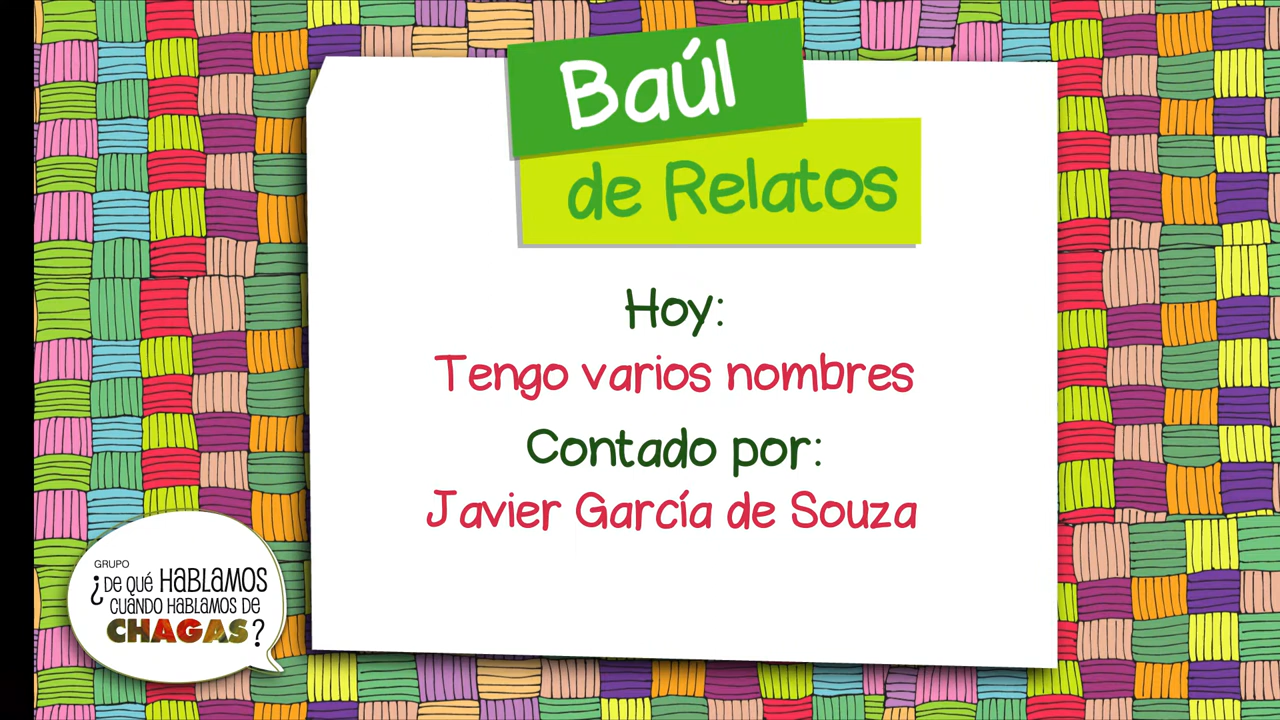 Baúl
de Relatos
Hoy:
Tengo varios nombres
Contado por:
Javier García de Souza
GRUPO
¿DE QUÉ HABLAMOS
CUANDO HABLAMOS DE
CHAGAS?